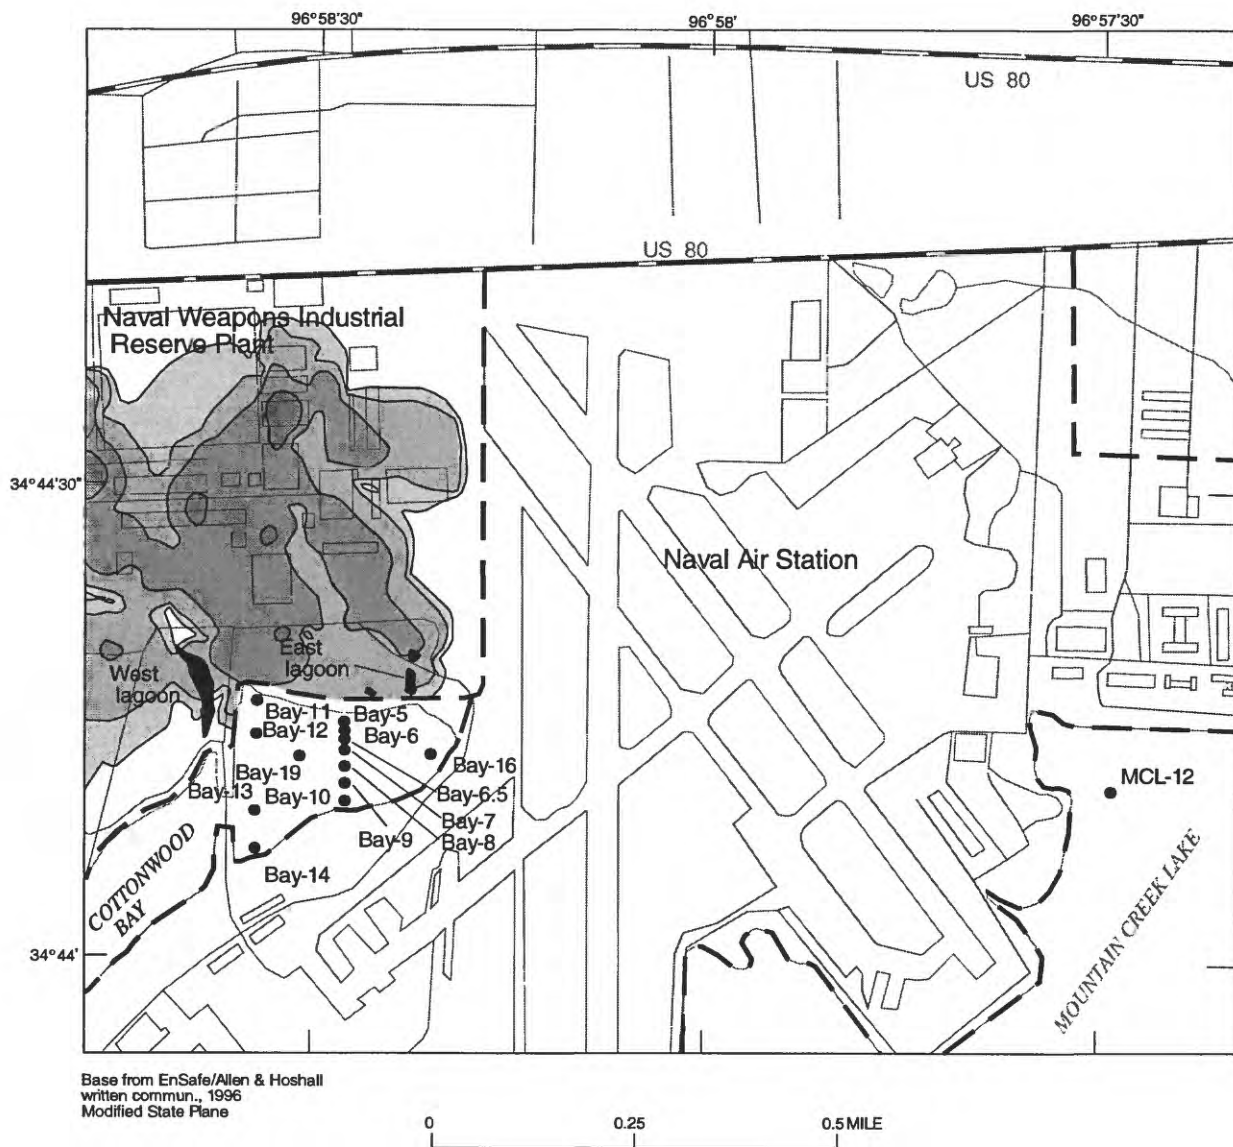 96°58'30"
96°58'
96°57'30"
US 80
US 80
Naval Weapons Industrial
Reserve Plant
34°44'30"
Naval Air Station
East
lagoon
West
lagoon
Bay-11
Bay-5
Bay-12
Bay-6
Bay-16
Bay-19
Bay-13
Bay-10
Bay-6.5
MCL-12
Bay-7
Bay-9
Bay-8
Bay-14
COTTONWOOD
BAY
MOUNTAIN CREEK LAKE
34°44'
Base from EnSafe/Allen & Hoshall
written commun., 1996
Modified State Plane
0
0.25
0.5 MILE